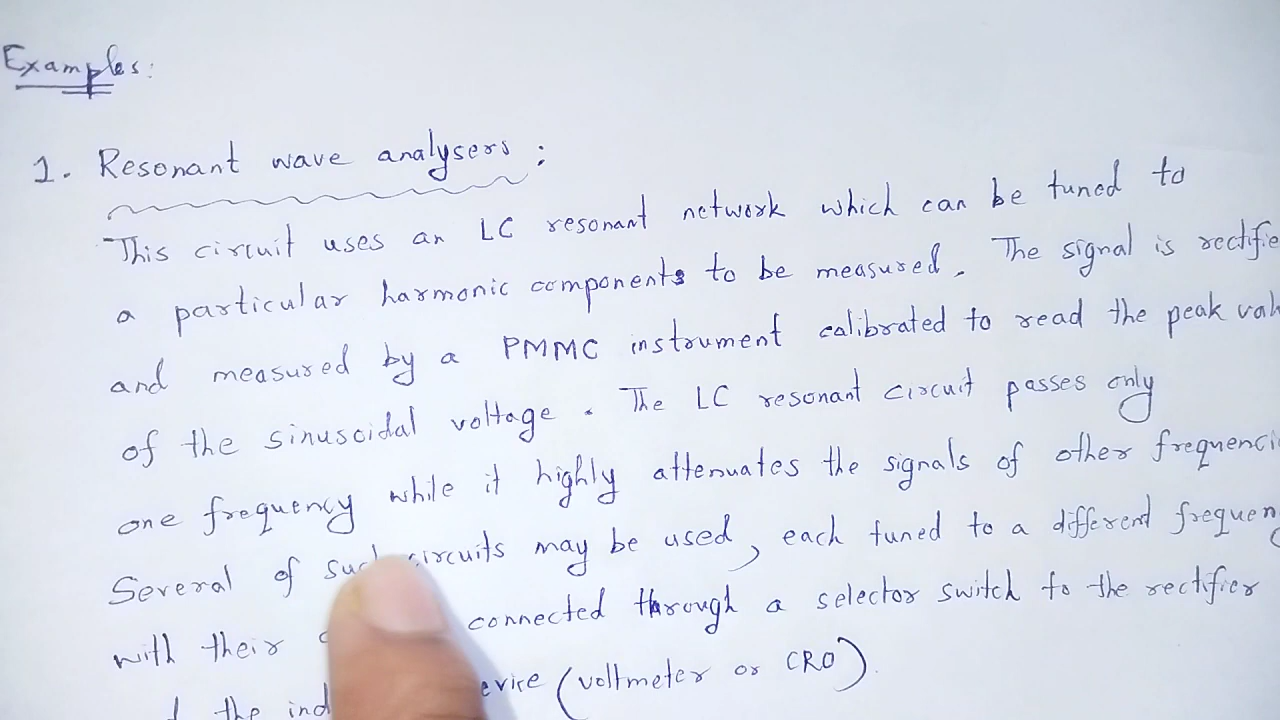 Examples:
1. Resonant wave analysers:
This circuit uses an LC resonant network which can be tuned to
a particular harmonic components to be measured. The signal is rectifie
and measured by a PMMC instrument calibrated to read the peak val
of the sinusoidal voltage. The LC resonant circuit passes only
one frequency while it highly attenuates the signals of other frequenci
Several of such circuits may be used, each tuned to a different frequen
with their connected through a selector switch to the rectifier
the ind evice (voltmeter or CRO).